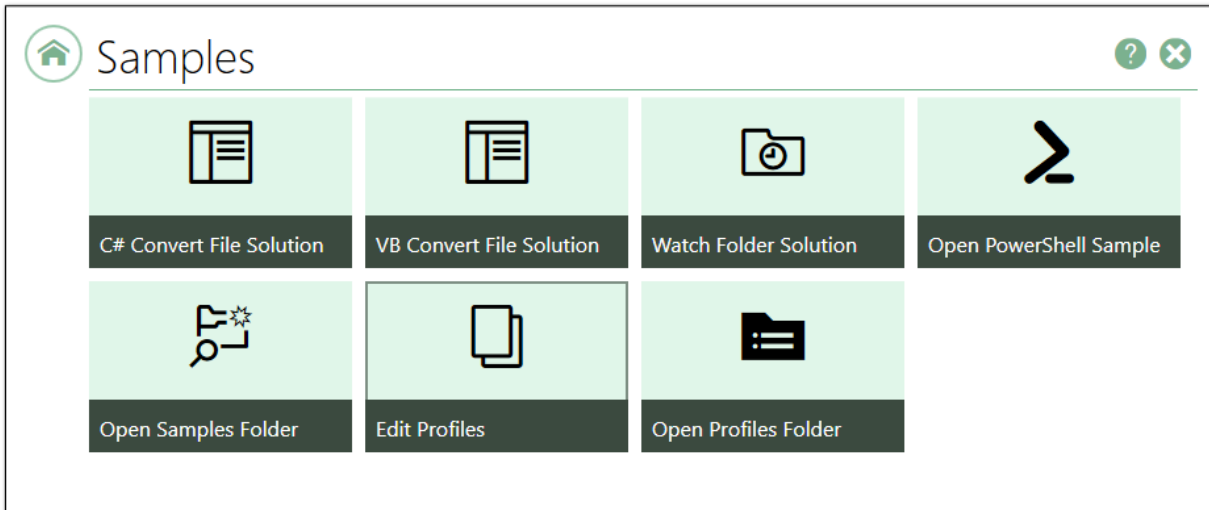 Samples
C# Convert File Solution
VB Convert File Solution
Watch Folder Solution
Open PowerShell Sample
Open Samples Folder
Edit Profiles
Open Profiles Folder